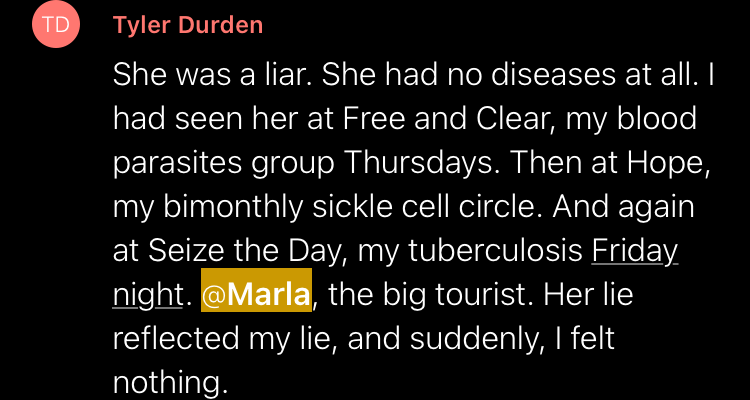 TD
Tyler Durden
She was a liar. She had no diseases at all. I
had seen her at Free and Clear, my blood
parasites group Thursdays. Then at Hope,
my bimonthly sickle cell circle. And again
at Seize the Day, my tuberculosis Friday
night. @Marla, the big tourist. Her lie
reflected my lie, and suddenly, I felt
nothing.